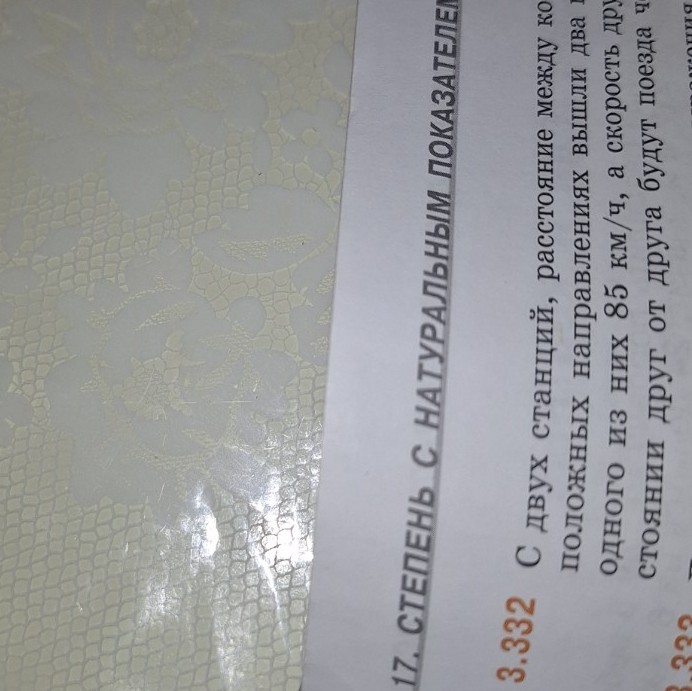 17. СТЕПЕНЬ С НАТУРАЛЬНЫМ ПОКАЗАТЕЛЕМ
3.332 С двух станций, расстояние между ко
положных направлениях вышли два
одного из них 85 км/ч, а скорость дру
стоянии друг от друга будут поезда ч